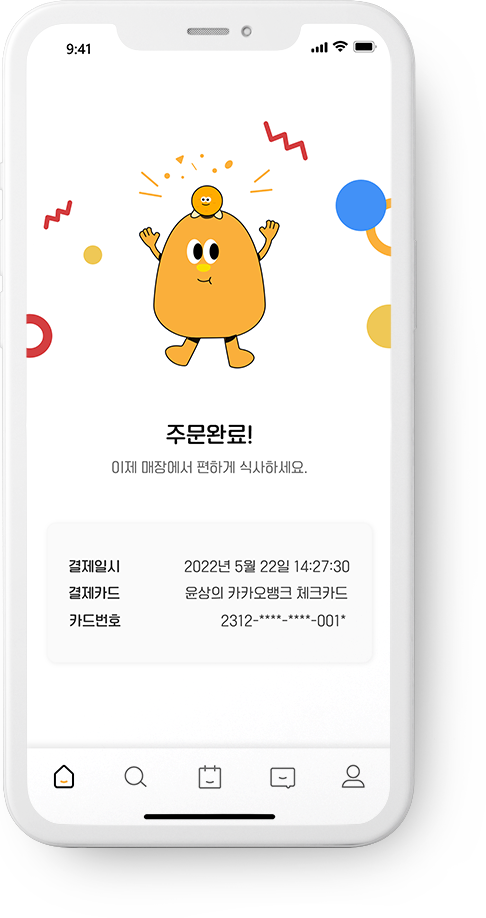 9:41
주문완료!
이제 매장에서 편하게 식사하세요.
결제일시 2022년 5월 22일 14:27:30
결제카드 윤상의 카카오뱅크 체크카드
카드번호 2312-****-****-001*